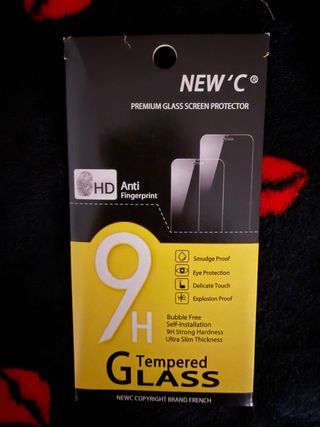 NEW'C ®
PREMIUM GLASS SCREEN PROTECTOR
HD Anti
Fingerprint
Smudge Proof
Eye Protection
Delicate Touch
Explosion Proof
9H
Bubble Free
Self-installation
9H Strong Hardness
Ultra Slim Thickness
Tempered
GLASS
NEWC COPYRIGHT BRAND FRENCH